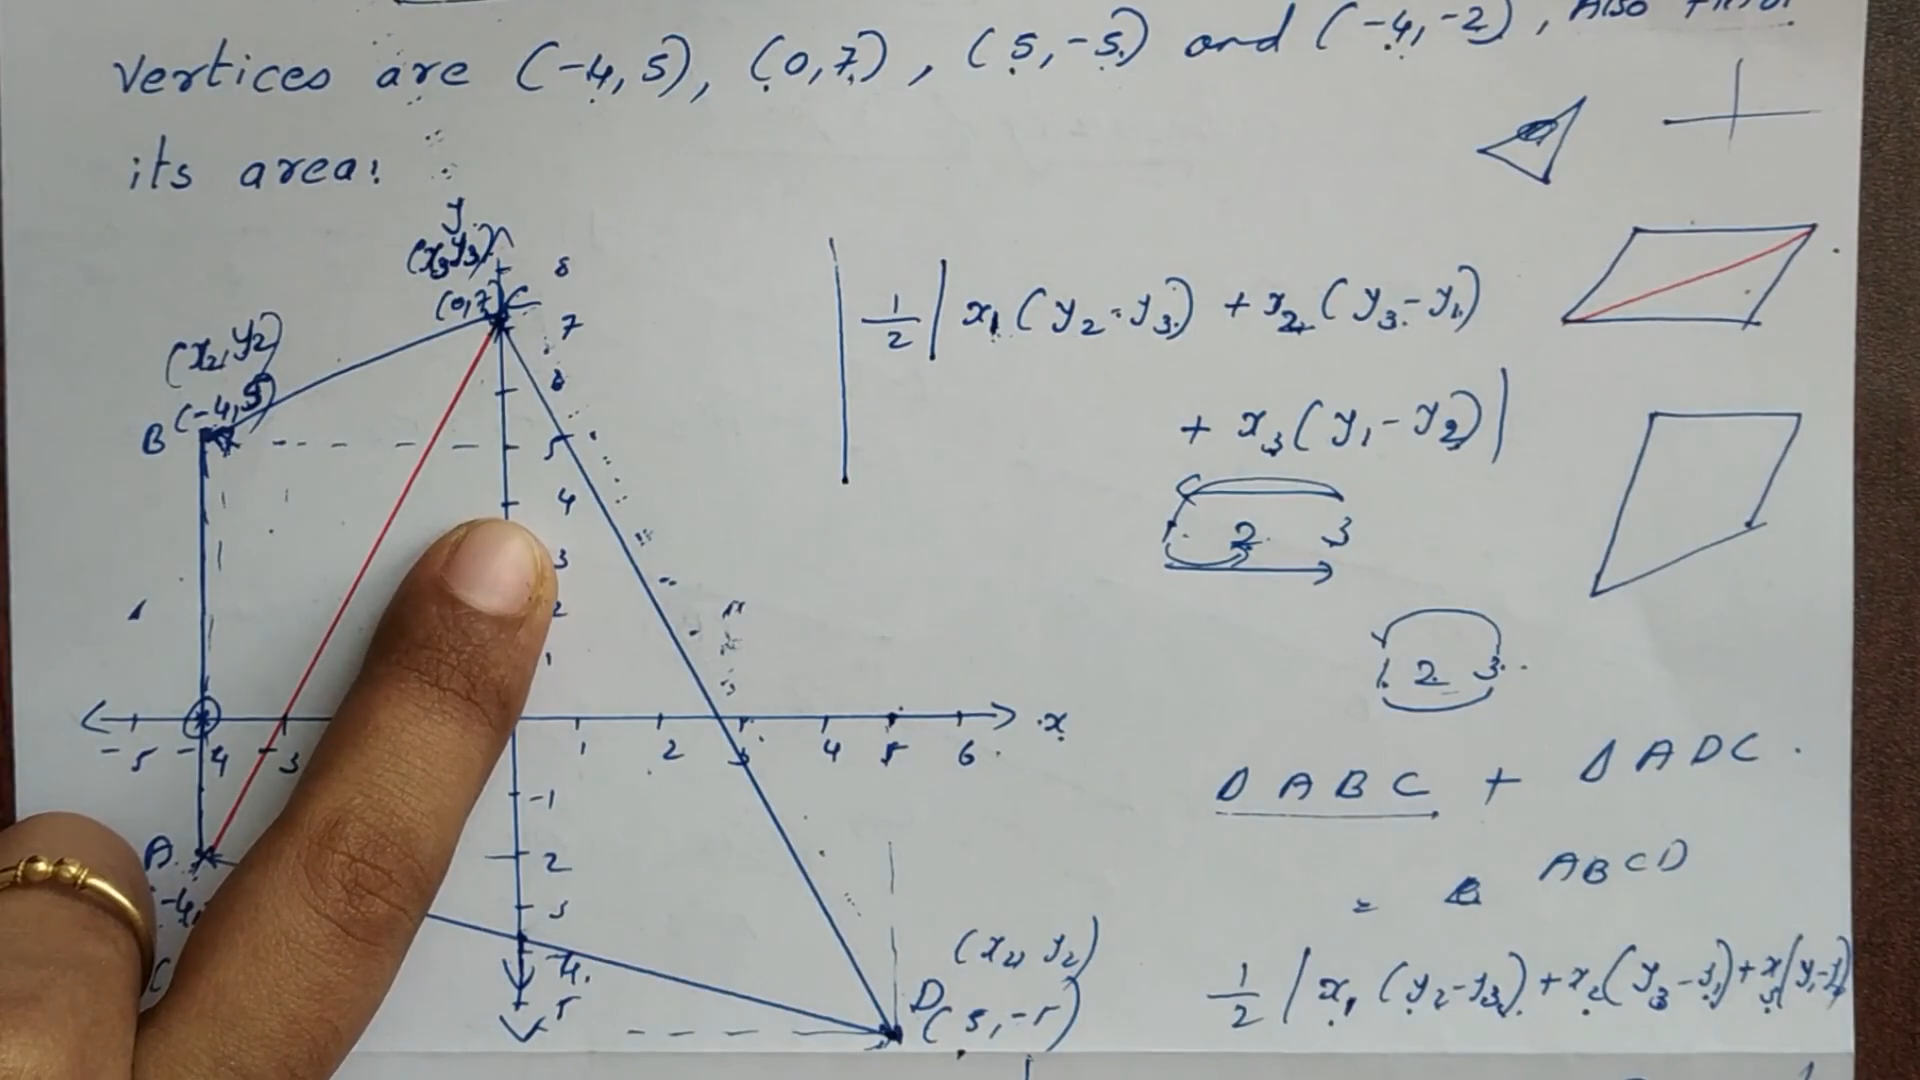 vertices are (-4, 5), (0, 7), (5, -5) and (-4, -2), Also find
its area:
y
(x3 y3)
(0, 7) C
8
7
6
5
4
3
2
1
(x2, y2)
B (-4, 5)
1/2 | x1 (y2 - y3) + x2 (y3 - y1)
+ x3 (y1 - y2) |
1 2 3
1 2 3
-5 -4 -3 1 2 3 4 5 6 x
-1
2
3
-4
5
A
(-4,
D (5, -5)
(x2, y2)
Δ ABC + Δ ADC
= ABCD
1/2 | x1 (y2 - y3) + x2 (y3 - y1) + x3 (y1 - y2)